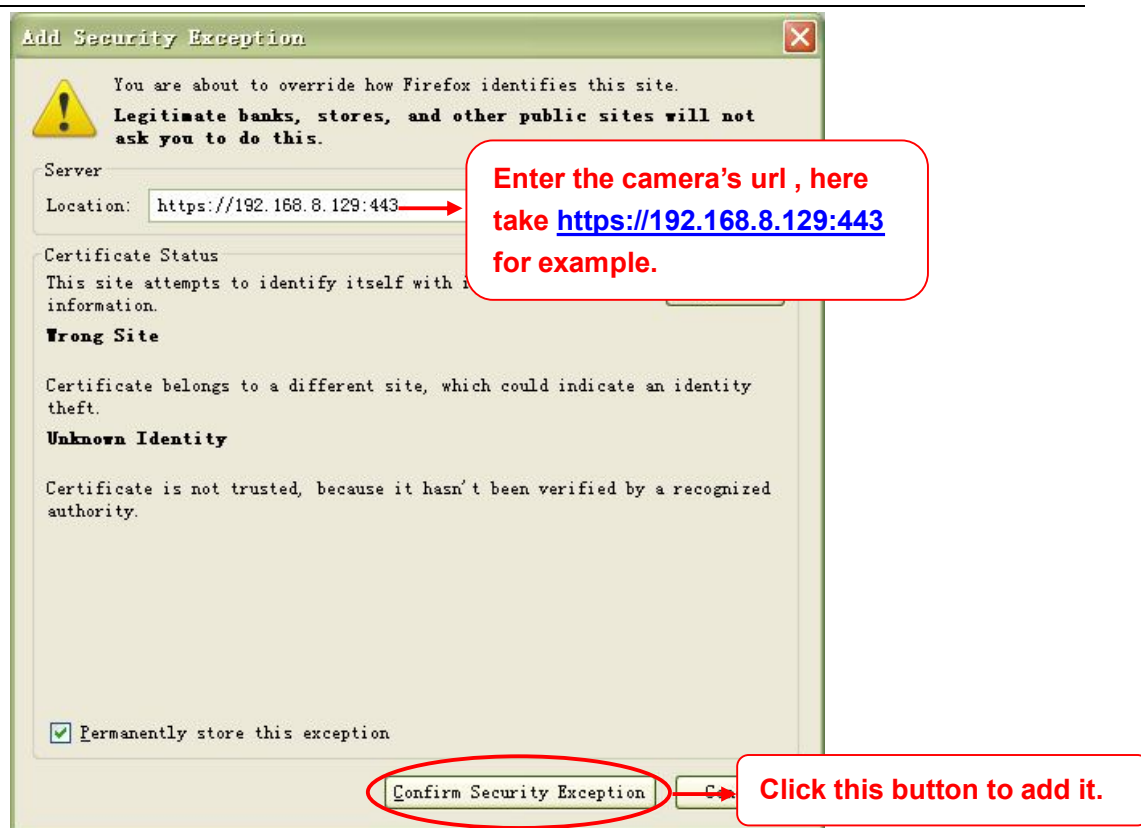 Add Security Exception
You are about to override how Firefox identifies this site.
Legitimate banks, stores, and other public sites will not
ask you to do this.
Server
Location: https://192.168.8.129:443
Enter the camera’s url , here
take https://192.168.8.129:443
for example.
Certificate Status
This site attempts to identify itself with
information.
Wrong Site
Certificate belongs to a different site, which could indicate an identity
theft.
Unknown Identity
Certificate is not trusted, because it hasn't been verified by a recognized
authority.
Permanently store this exception
Confirm Security Exception
Click this button to add it.